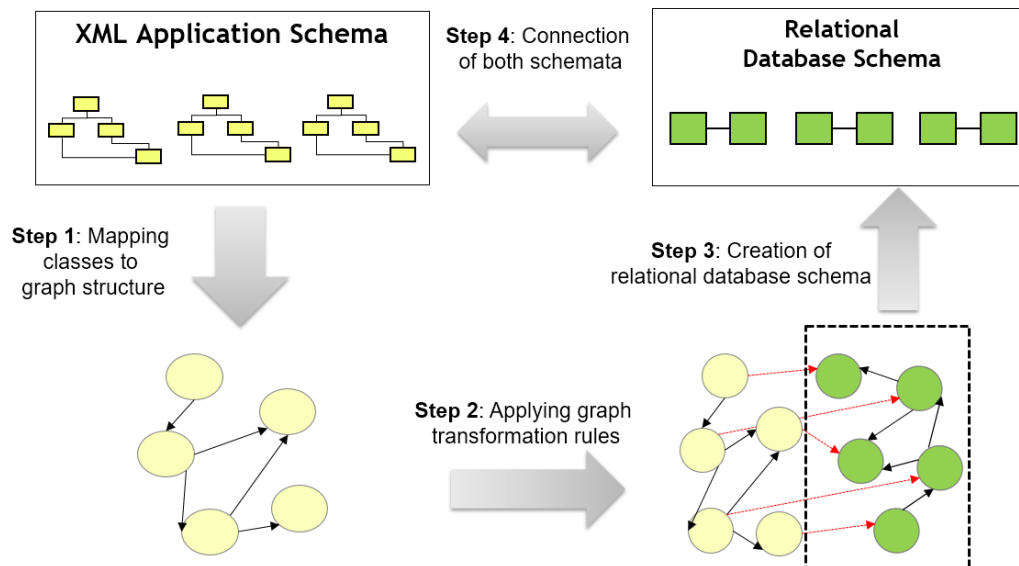 XML Application Schema
Step 4: Connection
of both schemata
Relational
Database Schema
Step 1: Mapping
classes to
graph structure
Step 3: Creation of
relational database schema
Step 2: Applying graph
transformation rules